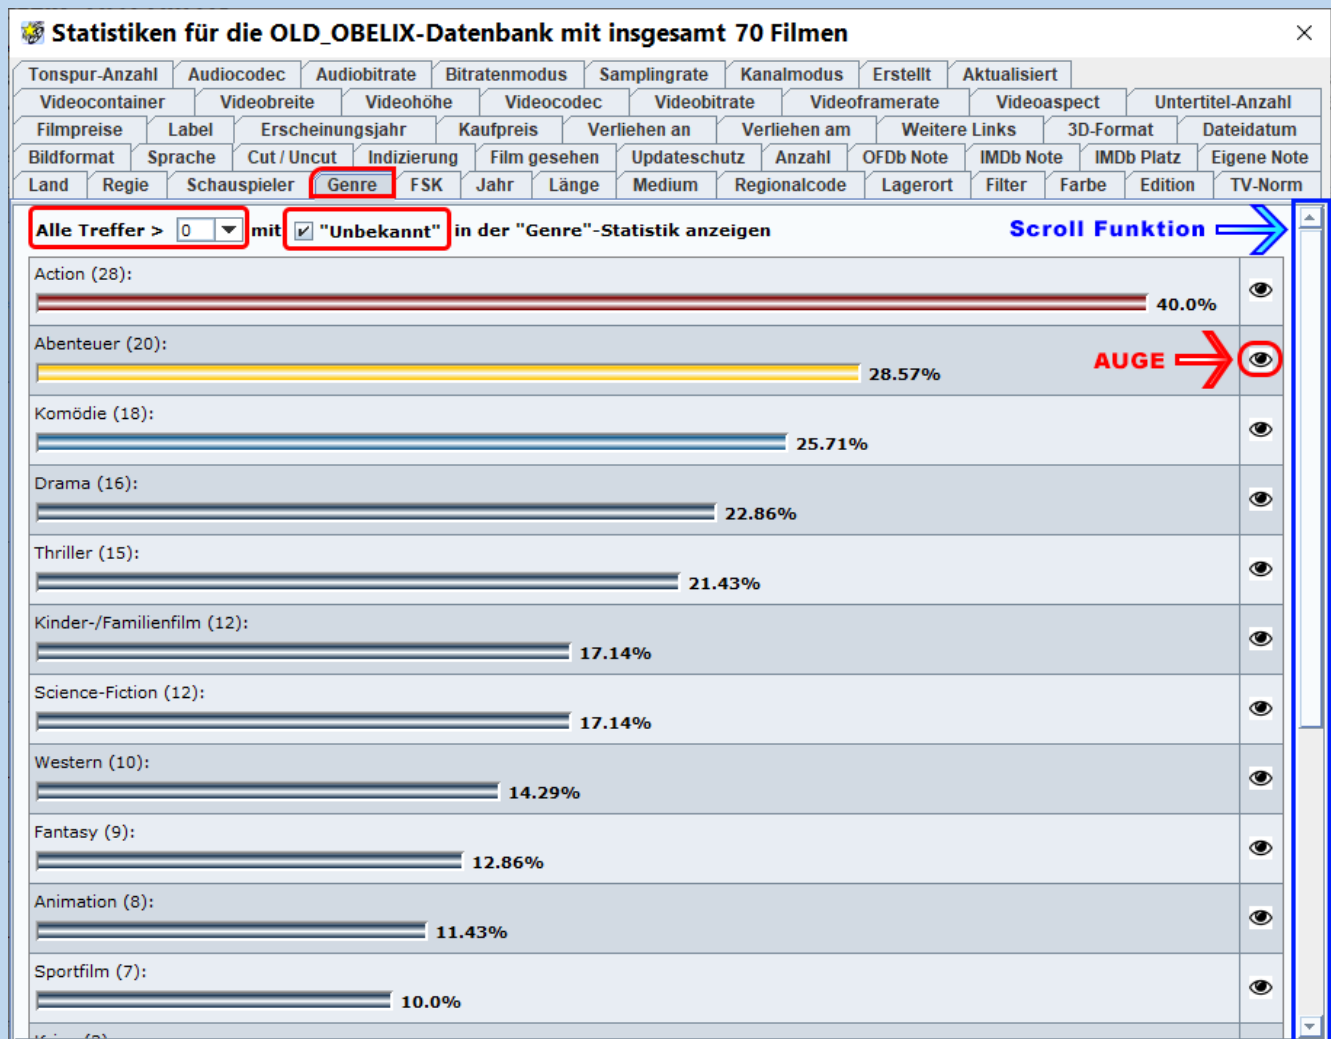 Statistiken für die OLD_OBELIX-Datenbank mit insgesamt 70 Filmen
Tonspur-Anzahl Audiocodec Audiobitrate Bitratenmodus Samplingrate Kanalmodus Erstellt Aktualisiert
Videocontainer Videobreite Videohöhe Videocodec Videobitrate Videoframerate Videoaspect Untertitel-Anzahl
Filmpreise Label Erscheinungsjahr Kaufpreis Verliehen an Verliehen am Weitere Links 3D-Format Dateidatum
Bildformat Sprache Cut / Uncut Indizierung Film gesehen Updateschutz Anzahl OFDb Note IMDb Note IMDb Platz Eigene Note
Land Regie Schauspieler Genre FSK Jahr Länge Medium Regionalcode Lagerort Filter Farbe Edition TV-Norm
Alle Treffer > 0 mit "Unbekannt" in der "Genre"-Statistik anzeigen Scroll Funktion
Action (28):
40.0%
Abenteuer (20):
AUGE
28.57%
Komödie (18):
25.71%
Drama (16):
22.86%
Thriller (15):
21.43%
Kinder-/Familienfilm (12):
17.14%
Science-Fiction (12):
17.14%
Western (10):
14.29%
Fantasy (9):
12.86%
Animation (8):
11.43%
Sportfilm (7):
10.0%